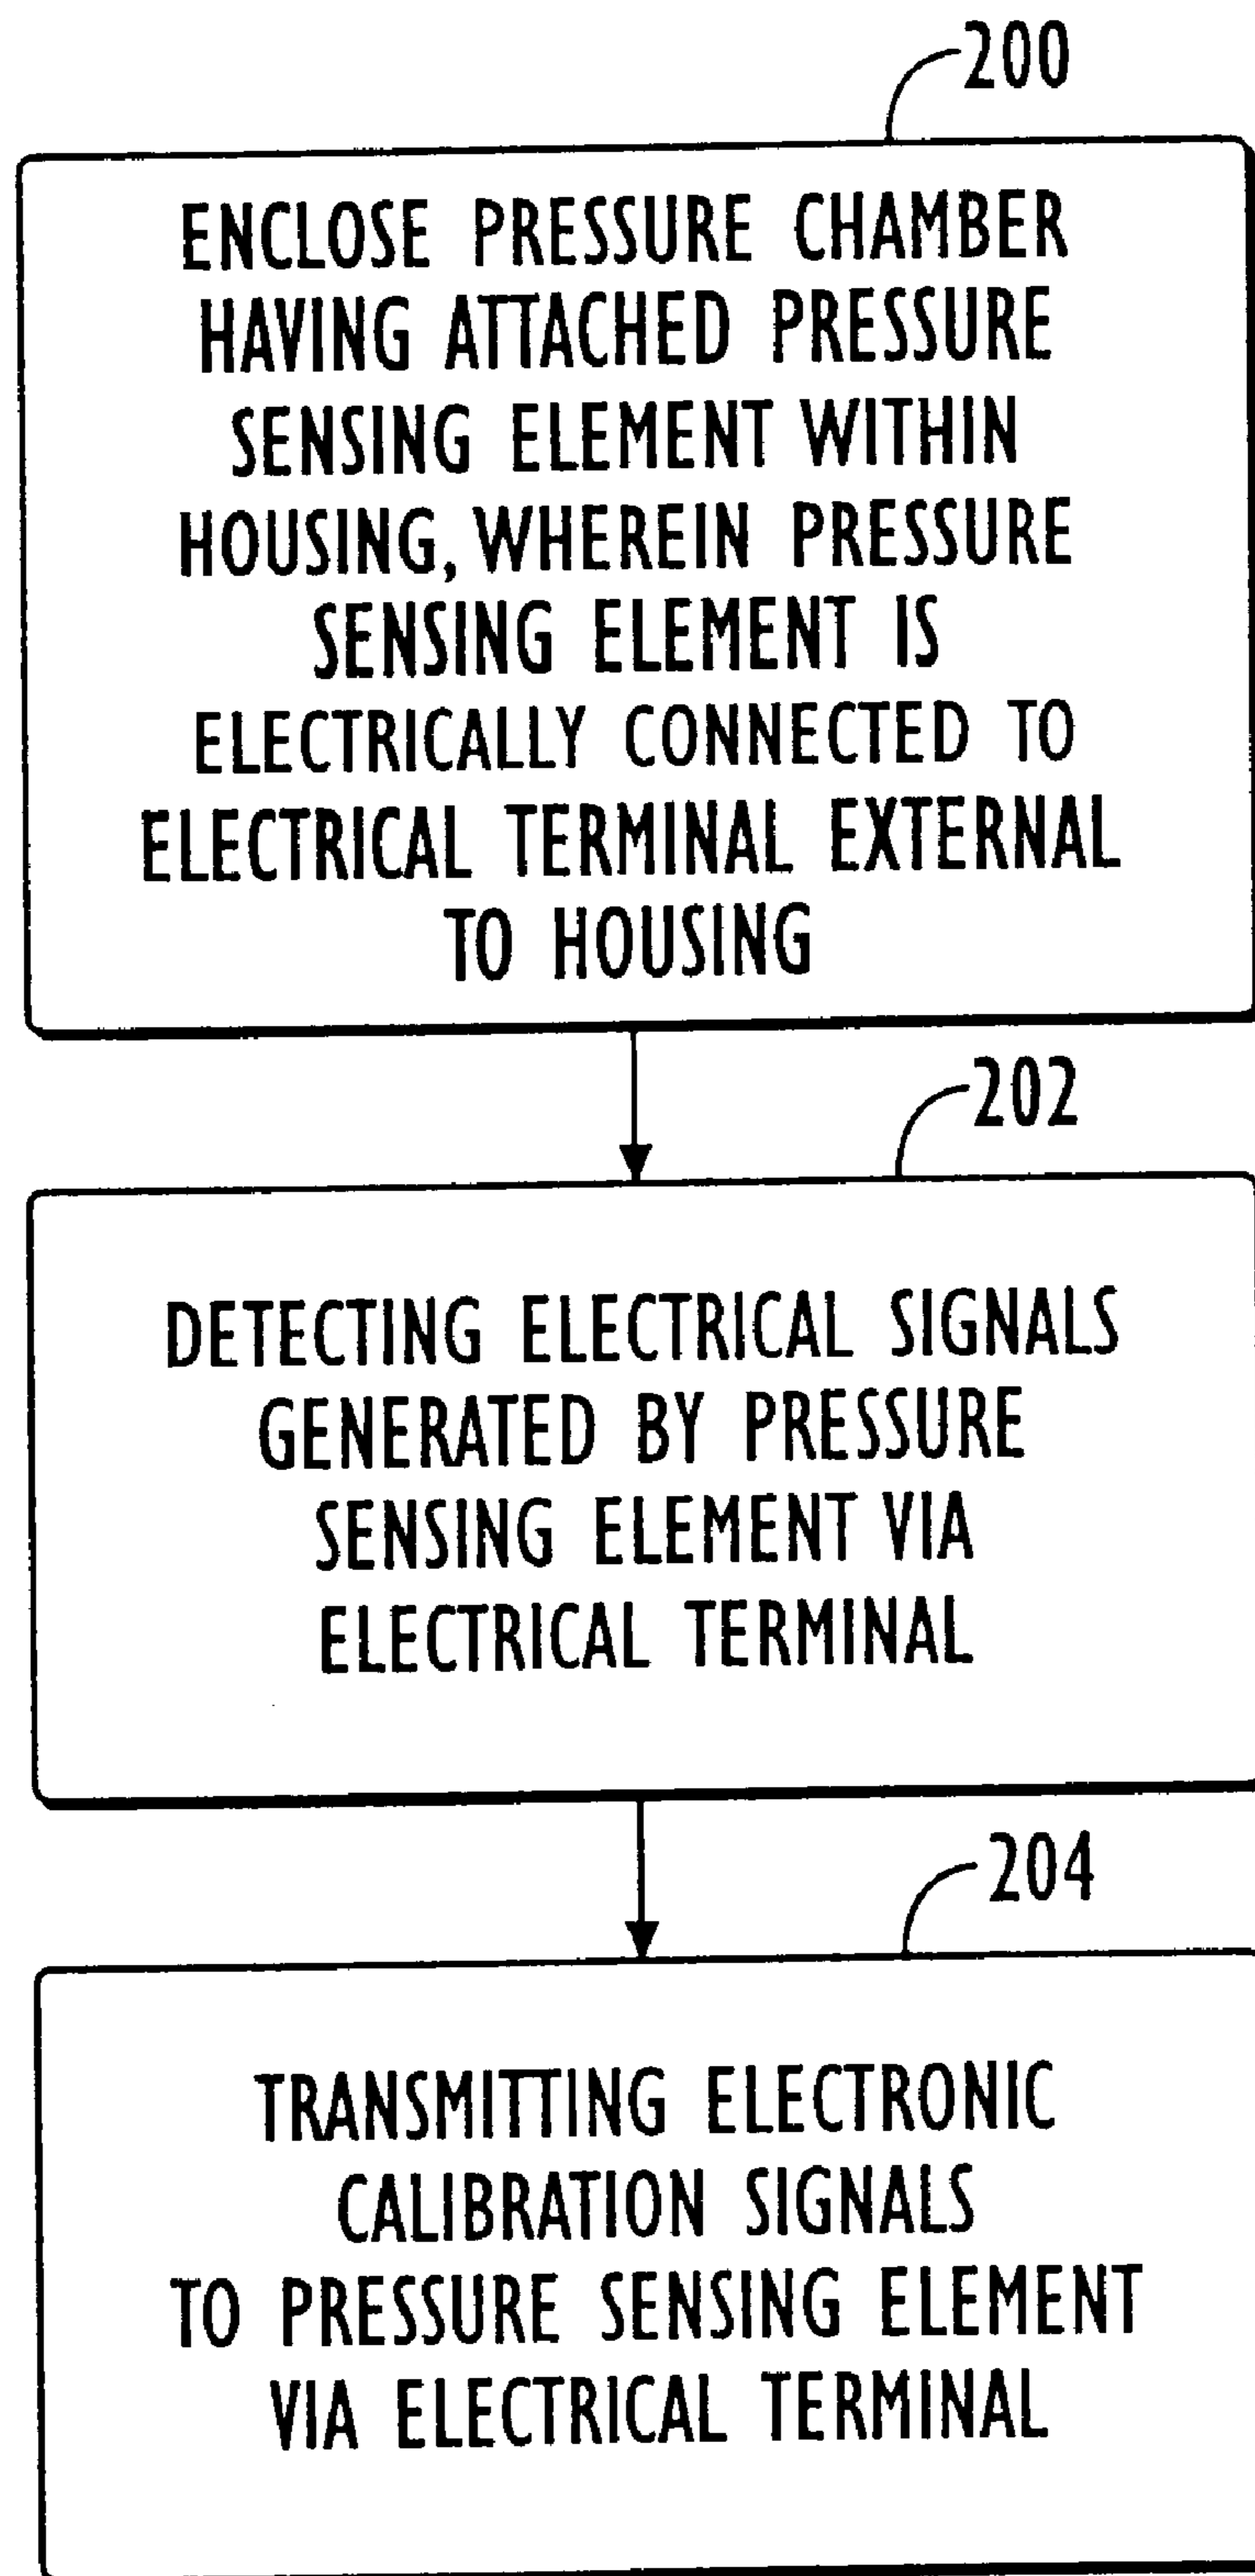 200
ENCLOSE PRESSURE CHAMBER
HAVING ATTACHED PRESSURE
SENSING ELEMENT WITHIN
HOUSING, WHEREIN PRESSURE
SENSING ELEMENT IS
ELECTRICALLY CONNECTED TO
ELECTRICAL TERMINAL EXTERNAL
TO HOUSING
202
DETECTING ELECTRICAL SIGNALS
GENERATED BY PRESSURE
SENSING ELEMENT VIA
ELECTRICAL TERMINAL
204
TRANSMITTING ELECTRONIC
CALIBRATION SIGNALS
TO PRESSURE SENSING ELEMENT
VIA ELECTRICAL TERMINAL